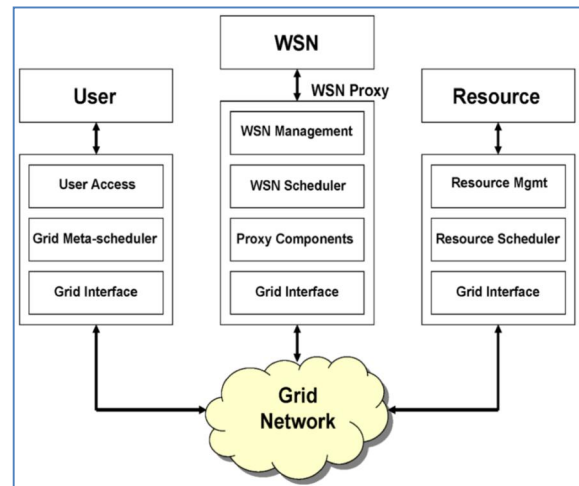 WSN
User
WSN Proxy
Resource
WSN Management
User Access
WSN Scheduler
Resource Mgmt
Grid Meta-scheduler
Proxy Components
Resource Scheduler
Grid Interface
Grid Interface
Grid Interface
Grid
Network